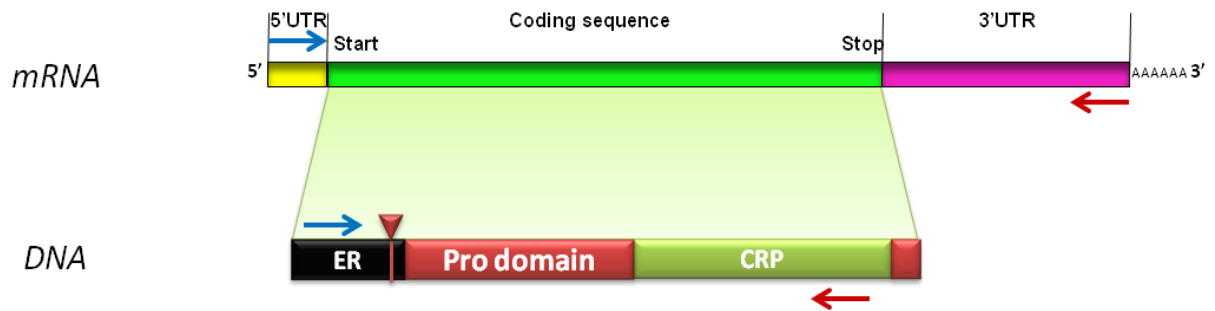 5'UTR Coding sequence 3'UTR
Start Stop
mRNA 5' AAAAAA 3'
DNA ER Pro domain CRP